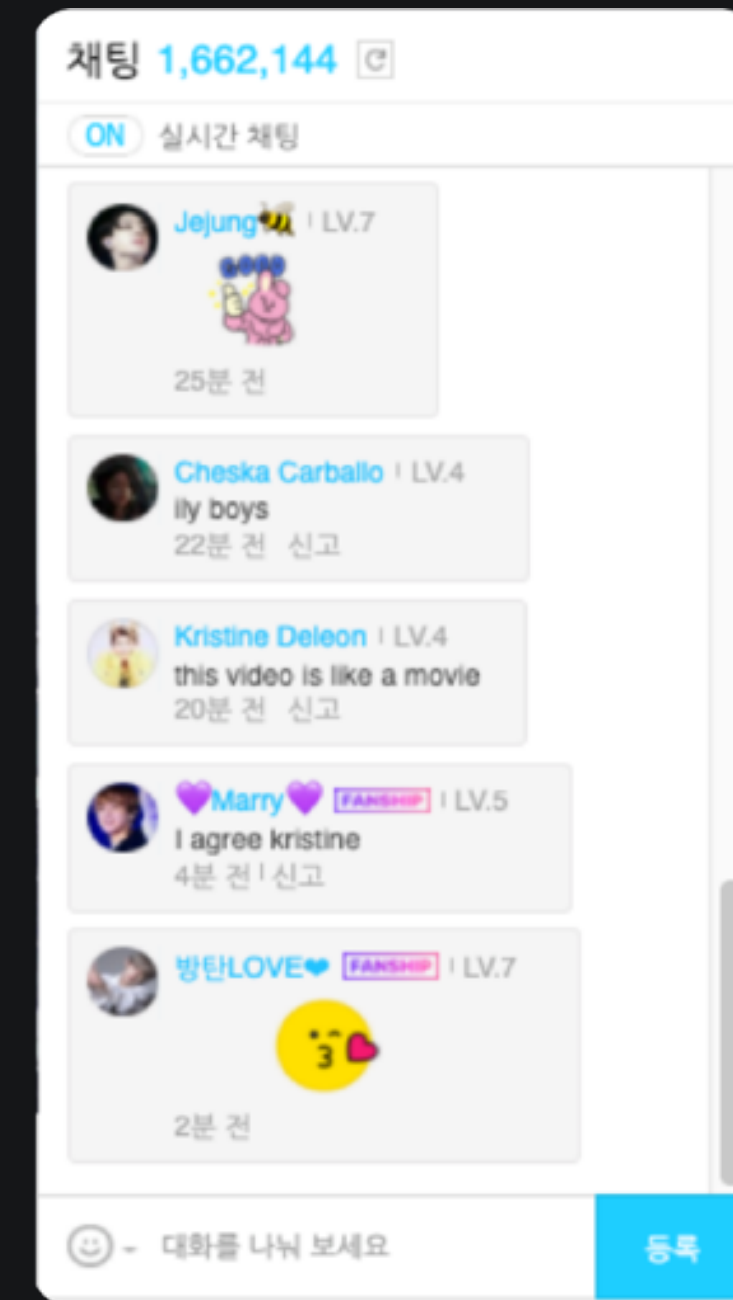 채팅 1,662,144
ON 실시간 채팅
Jejung🐝 | LV.7
GOOD
25분 전
Cheska Carballo | LV.4
ily boys
22분 전 신고
Kristine Deleon | LV.4
this video is like a movie
20분 전 신고
💜Marry💜 FANSHIP | LV.5
I agree kristine
4분 전 | 신고
방탄LOVE❤ FANSHIP | LV.7
2분 전
대화를 나눠 보세요
등록